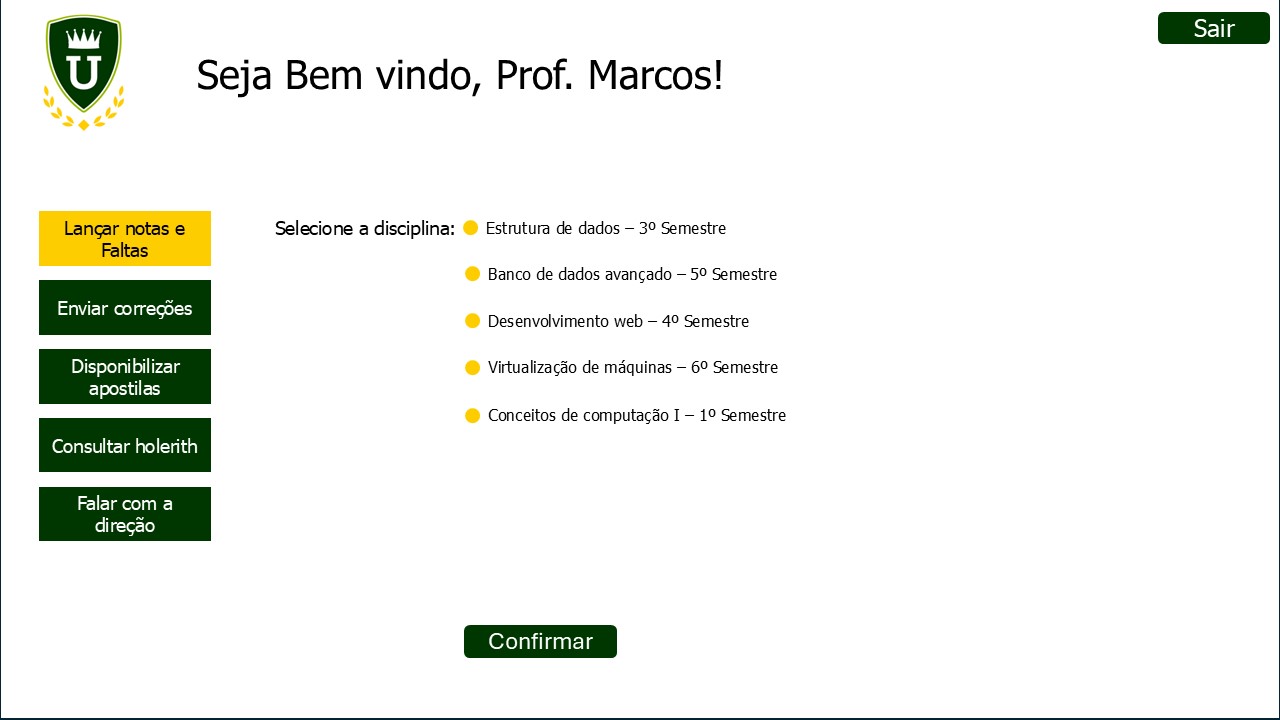 Sair
U
Seja Bem vindo, Prof. Marcos!
Lançar notas e
Faltas
Enviar correções
Disponibilizar
apostilas
Consultar holerith
Falar com a
direção
Selecione a disciplina:
Estrutura de dados – 3º Semestre
Banco de dados avançado – 5º Semestre
Desenvolvimento web – 4º Semestre
Virtualização de máquinas – 6º Semestre
Conceitos de computação I – 1º Semestre
Confirmar